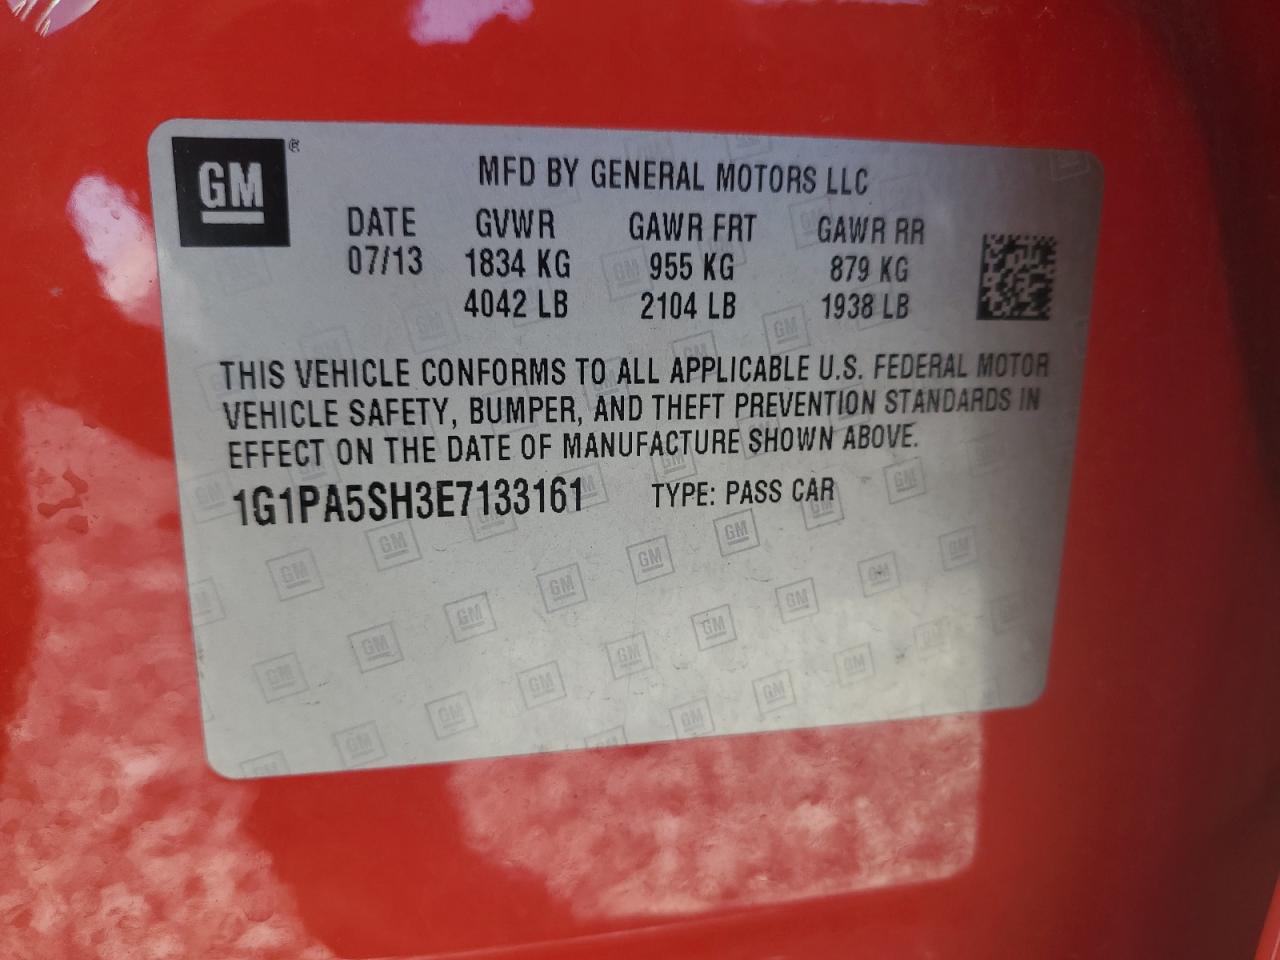 GM ®
MFD BY GENERAL MOTORS LLC
DATE GVWR GAWR FRT GAWR RR
07/13 1834 KG 955 KG 879 KG
4042 LB 2104 LB 1938 LB
THIS VEHICLE CONFORMS TO ALL APPLICABLE U.S. FEDERAL MOTOR
VEHICLE SAFETY, BUMPER, AND THEFT PREVENTION STANDARDS IN
EFFECT ON THE DATE OF MANUFACTURE SHOWN ABOVE.
1G1PA5SH3E7133161 TYPE: PASS CAR